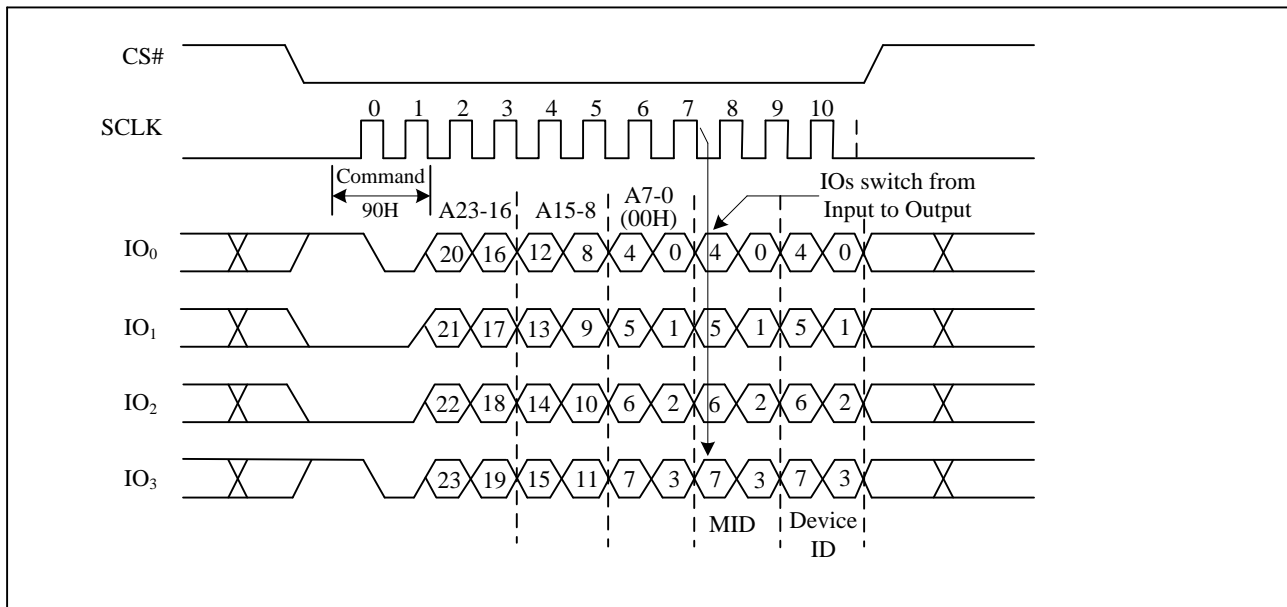 CS#
0 1 2 3 4 5 6 7 8 9 10
SCLK
Command
90H
A23-16 A15-8 A7-0
(00H)
IOs switch from
Input to Output
IO0 20 16 12 8 4 0 4 0 4 0
IO1 21 17 13 9 5 1 5 1 5 1
IO2 22 18 14 10 6 2 6 2 6 2
IO3 23 19 15 11 7 3 7 3 7 3
MID Device
ID